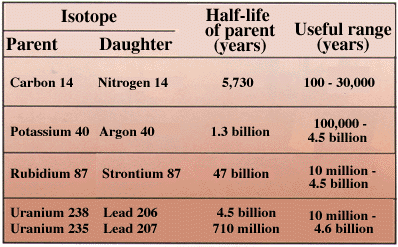 Isotope
Half-life of parent (years)
Useful range (years)
Parent Daughter
Carbon 14 Nitrogen 14 5,730 100 - 30,000
Potassium 40 Argon 40 1.3 billion 100,000 - 4.5 billion
Rubidium 87 Strontium 87 47 billion 10 million - 4.5 billion
Uranium 238 Lead 206 4.5 billion 10 million -
Uranium 235 Lead 207 710 million 4.6 billion